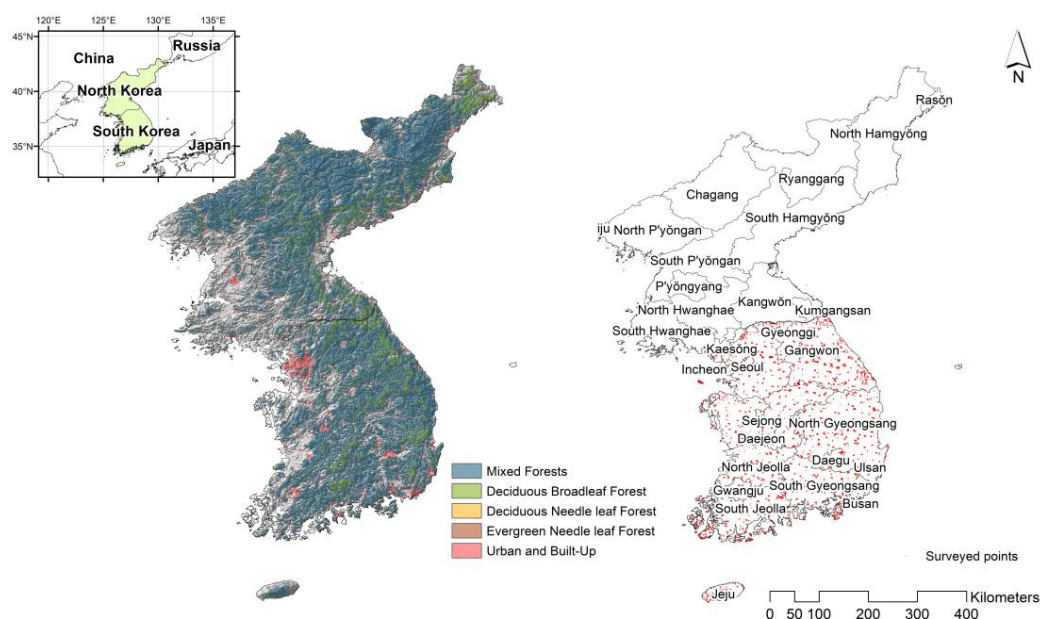 120°E 125°E 130°E 135°E
45°N
Russia
China
40°N
North Korea
South Korea
35°N
Japan
N
Rasŏn
North Hamgyŏng
Ryanggang
Chagang
South Hamgyŏng
iju North P'yŏngan
South P'yŏngan
P'yŏngyang
Kangwŏn
North Hwanghae
Kumgangsan
South Hwanghae
Gyeonggi
Kaesŏng
Gangwon
Incheon Seoul
Sejong
North Gyeongsang
Daejeon
Daegu
North Jeolla
Ulsan
South Gyeongsang
Gwangju
Busan
South Jeolla
Jeju
Mixed Forests
Deciduous Broadleaf Forest
Deciduous Needle leaf Forest
Evergreen Needle leaf Forest
Urban and Built-Up
Surveyed points
Kilometers
0 50 100 200 300 400